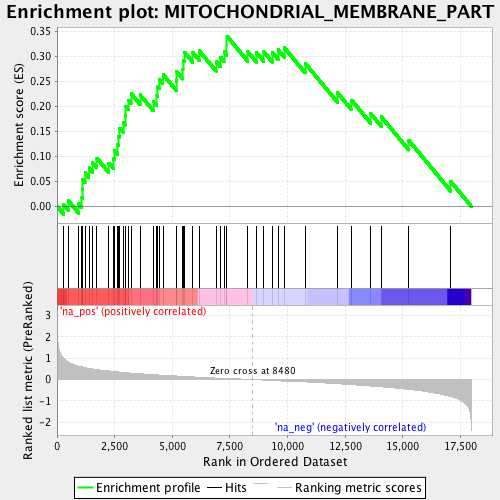 Enrichment plot: MITOCHONDRIAL_MEMBRANE_PART
Enrichment score (ES)
0.35
0.30
0.25
0.20
0.15
0.10
0.05
0.00
'na_pos' (positively correlated)
Ranked list metric (PreRanked)
3
2
1
0
-1
-2
Zero cross at 8480
'na_neg' (negatively correlated)
0
2,500
5,000
7,500
10,000
12,500
15,000
17,500
Rank in Ordered Dataset
Enrichment profile
Hits
Ranking metric scores